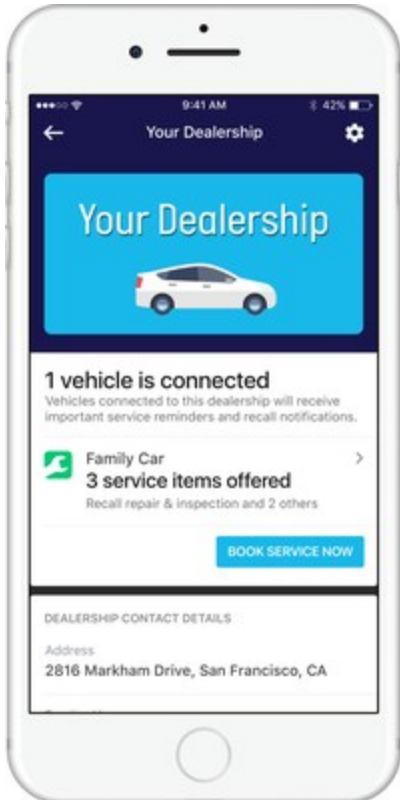 9:41 AM
42%
Your Dealership
Your Dealership
1 vehicle is connected
Vehicles connected to this dealership will receive
important service reminders and recall notifications.
Family Car
3 service items offered
Recall repair & inspection and 2 others
BOOK SERVICE NOW
DEALERSHIP CONTACT DETAILS
Address
2816 Markham Drive, San Francisco, CA